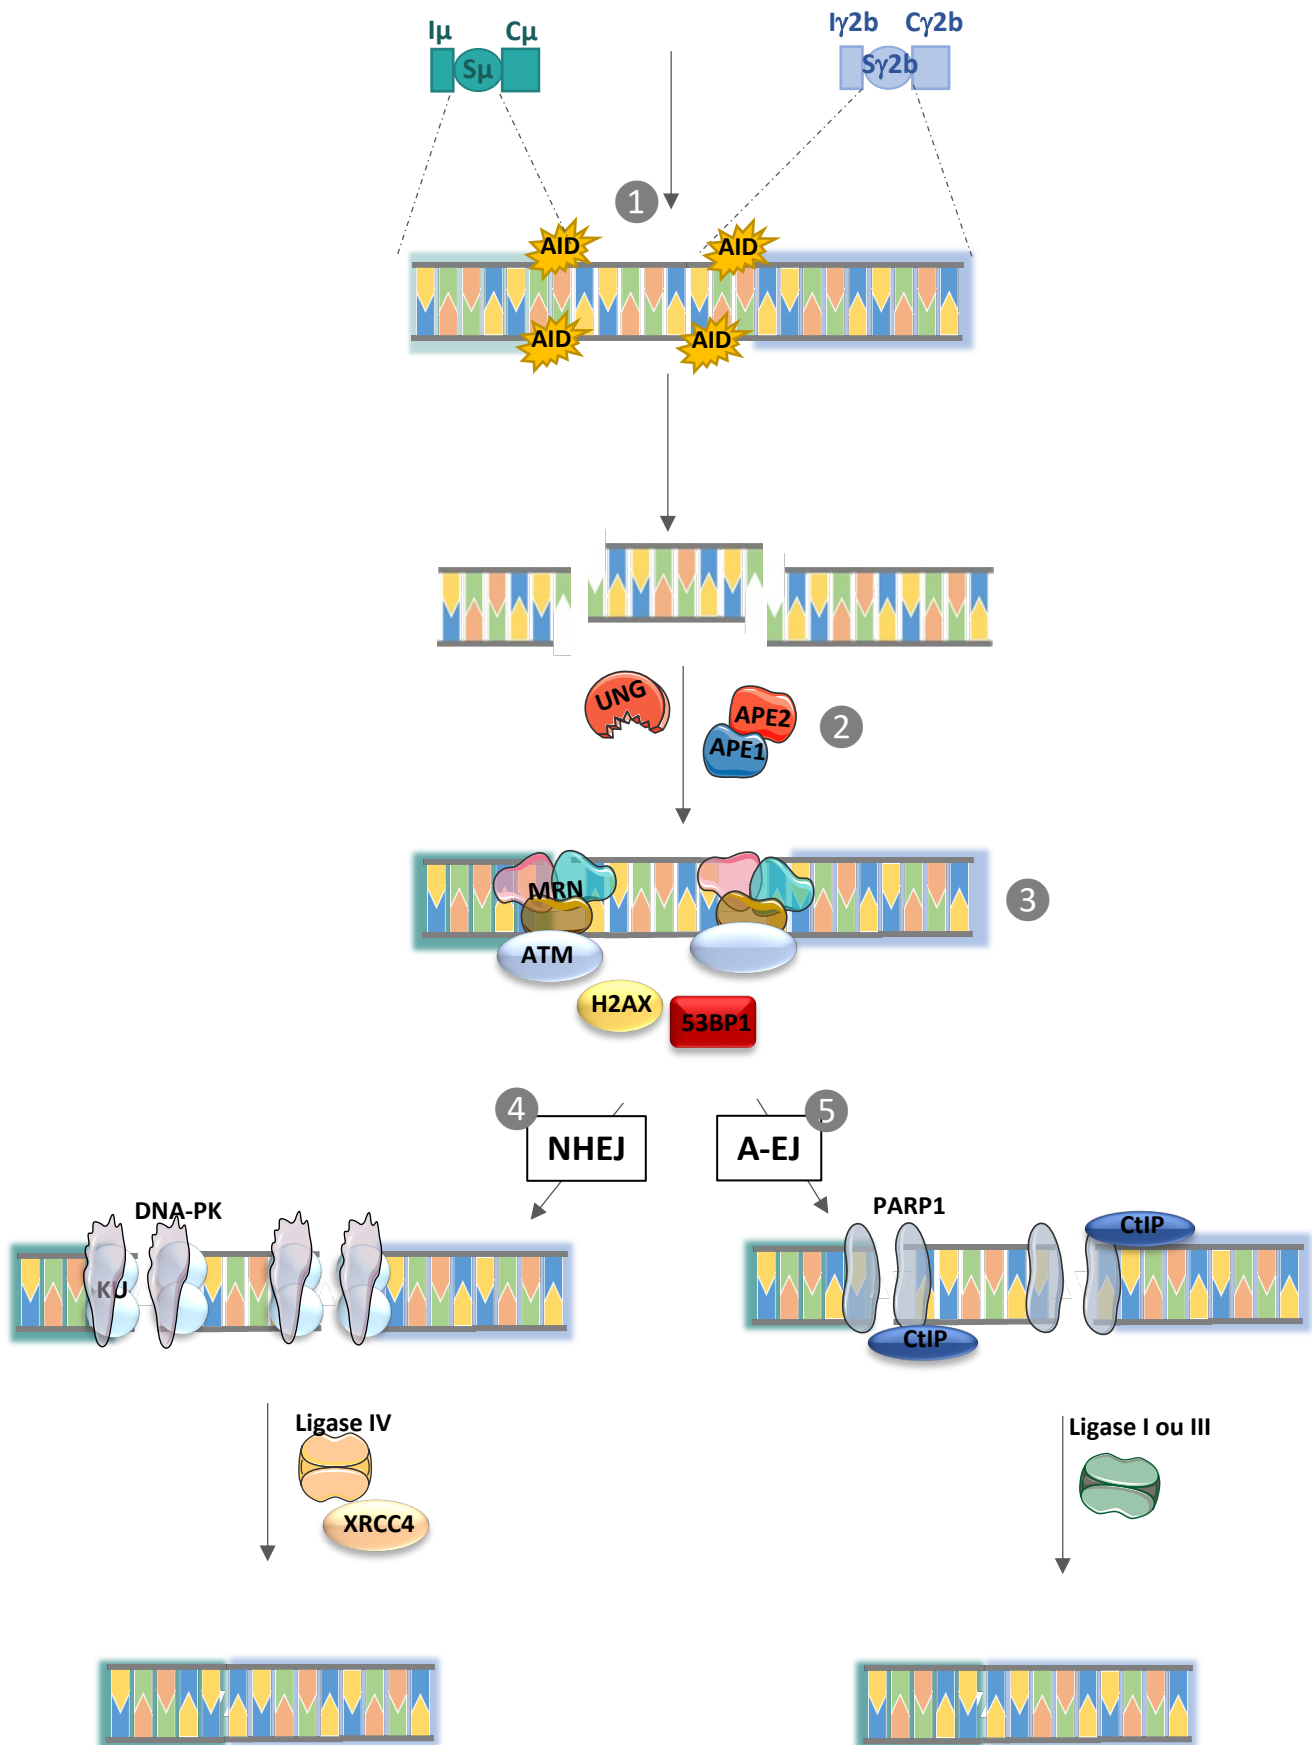 Iμ Cμ
Sμ
Iγ2b Cγ2b
Sγ2b
1
AID
AID
AID
AID
UNG
APE2
APE1
2
MRN
3
ATM
H2AX
53BP1
4
NHEJ
5
A-EJ
DNA-PK
KU
PARP1
CtIP
CtIP
Ligase IV
XRCC4
Ligase I ou III